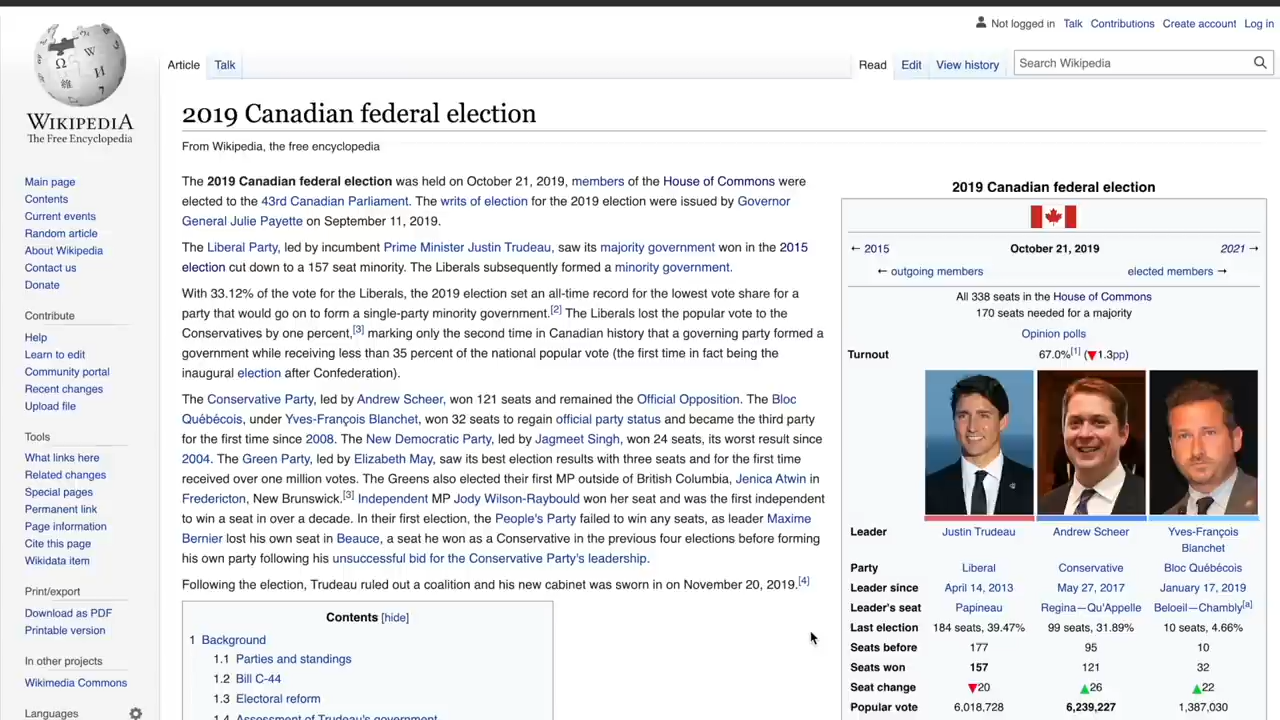 Not logged in Talk Contributions Create account Log in
Article Talk Read Edit View history Search Wikipedia
WIKIPEDIA
The Free Encyclopedia
Main page
Contents
Current events
Random article
About Wikipedia
Contact us
Donate
Contribute
Help
Learn to edit
Community portal
Recent changes
Upload file
Tools
What links here
Related changes
Special pages
Permanent link
Page information
Cite this page
Wikidata item
Print/export
Download as PDF
Printable version
In other projects
Wikimedia Commons
Languages
2019 Canadian federal election
From Wikipedia, the free encyclopedia
The 2019 Canadian federal election was held on October 21, 2019, members of the House of Commons were
elected to the 43rd Canadian Parliament. The writs of election for the 2019 election were issued by Governor
General Julie Payette on September 11, 2019.
The Liberal Party, led by incumbent Prime Minister Justin Trudeau, saw its majority government won in the 2015
election cut down to a 157 seat minority. The Liberals subsequently formed a minority government.
With 33.12% of the vote for the Liberals, the 2019 election set an all-time record for the lowest vote share for a
party that would go on to form a single-party minority government.[2] The Liberals lost the popular vote to the
Conservatives by one percent,[3] marking only the second time in Canadian history that a governing party formed a
government while receiving less than 35 percent of the national popular vote (the first time in fact being the
inaugural election after Confederation).
The Conservative Party, led by Andrew Scheer, won 121 seats and remained the Official Opposition. The Bloc
Québécois, under Yves-François Blanchet, won 32 seats to regain official party status and became the third party
for the first time since 2008. The New Democratic Party, led by Jagmeet Singh, won 24 seats, its worst result since
2004. The Green Party, led by Elizabeth May, saw its best election results with three seats and for the first time
received over one million votes. The Greens also elected their first MP outside of British Columbia, Jenica Atwin in
Fredericton, New Brunswick.[3] Independent MP Jody Wilson-Raybould won her seat and was the first independent
to win a seat in over a decade. In their first election, the People's Party failed to win any seats, as leader Maxime
Bernier lost his own seat in Beauce, a seat he won as a Conservative in the previous four elections before forming
his own party following his unsuccessful bid for the Conservative Party's leadership.
Following the election, Trudeau ruled out a coalition and his new cabinet was sworn in on November 20, 2019.[4]
Contents [hide]
1 Background
1.1 Parties and standings
1.2 Bill C-44
1.3 Electoral reform
1.4 Assessment of Trudeau's government
2019 Canadian federal election
← 2015 October 21, 2019 2021 →
← outgoing members elected members →
All 338 seats in the House of Commons
170 seats needed for a majority
Opinion polls
Turnout 67.0%[1] (▼1.3pp)
Leader Justin Trudeau Andrew Scheer Yves-François
Blanchet
Party Liberal Conservative Bloc Québécois
Leader since April 14, 2013 May 27, 2017 January 17, 2019
Leader's seat Papineau Regina—Qu'Appelle Beloeil—Chambly[a]
Last election 184 seats, 39.47% 99 seats, 31.89% 10 seats, 4.66%
Seats before 177 95 10
Seats won 157 121 32
Seat change ▼20 ▲26 ▲22
Popular vote 6,018,728 6,239,227 1,387,030